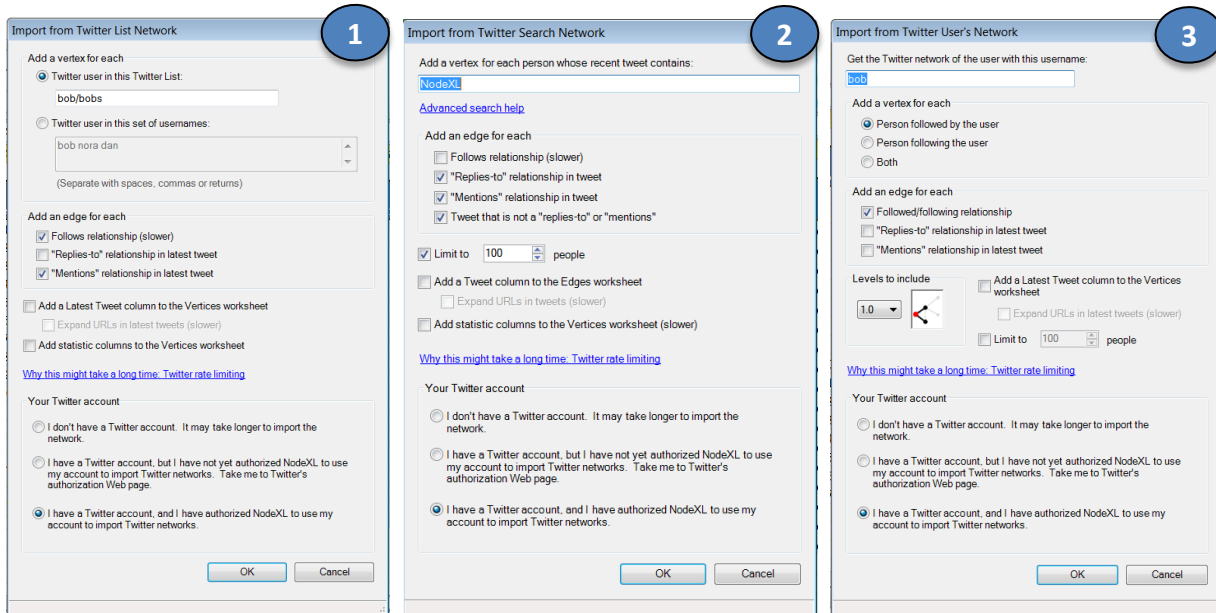 Import from Twitter List Network
1
Add a vertex for each
Twitter user in this Twitter List:
bob/bobs
Twitter user in this set of usernames:
bob nora dan
(Separate with spaces, commas or returns)
Add an edge for each
Follows relationship (slower)
"Replies-to" relationship in latest tweet
"Mentions" relationship in latest tweet
Add a Latest Tweet column to the Vertices worksheet
Expand URLs in latest tweets (slower)
Add statistic columns to the Vertices worksheet
Why this might take a long time: Twitter rate limiting
Your Twitter account
I don't have a Twitter account. It may take longer to import the
network.
I have a Twitter account, but I have not yet authorized NodeXL to use
my account to import Twitter networks. Take me to Twitter's
authorization Web page.
I have a Twitter account, and I have authorized NodeXL to use my
account to import Twitter networks.
OK
Cancel
Import from Twitter Search Network
2
Add a vertex for each person whose recent tweet contains:
NodeXL
Advanced search help
Add an edge for each
Follows relationship (slower)
"Replies-to" relationship in tweet
"Mentions" relationship in tweet
Tweet that is not a "replies-to" or "mentions"
Limit to 100 people
Add a Tweet column to the Edges worksheet
Expand URLs in tweets (slower)
Add statistic columns to the Vertices worksheet (slower)
Why this might take a long time: Twitter rate limiting
Your Twitter account
I don't have a Twitter account. It may take longer to import the
network.
I have a Twitter account, but I have not yet authorized NodeXL to use
my account to import Twitter networks. Take me to Twitter's
authorization Web page.
I have a Twitter account, and I have authorized NodeXL to use my
account to import Twitter networks.
OK
Cancel
Import from Twitter User's Network
3
Get the Twitter network of the user with this username:
bob
Add a vertex for each
Person followed by the user
Person following the user
Both
Add an edge for each
Followed/following relationship
"Replies-to" relationship in latest tweet
"Mentions" relationship in latest tweet
Levels to include
1.0
Add a Latest Tweet column to the Vertices
worksheet
Expand URLs in latest tweets (slower)
Limit to 100 people
Why this might take a long time: Twitter rate limiting
Your Twitter account
I don't have a Twitter account. It may take longer to import the
network.
I have a Twitter account, but I have not yet authorized NodeXL to use
my account to import Twitter networks. Take me to Twitter's
authorization Web page.
I have a Twitter account, and I have authorized NodeXL to use my
account to import Twitter networks.
OK
Cancel